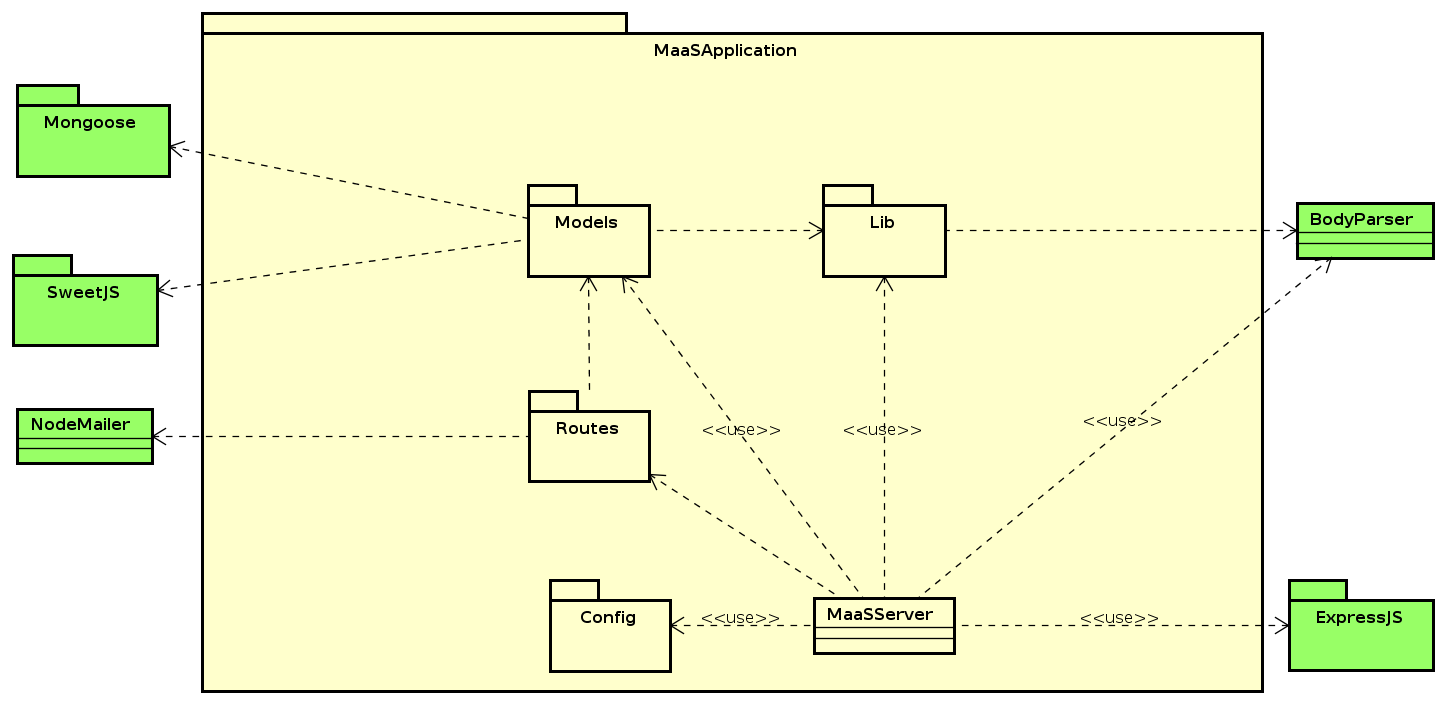 MaaSApplication
Mongoose
Models
Lib
BodyParser
SweetJS
NodeMailer
Routes
<<use>>
<<use>>
<<use>>
Config
<<use>>
MaaSServer
<<use>>
ExpressJS